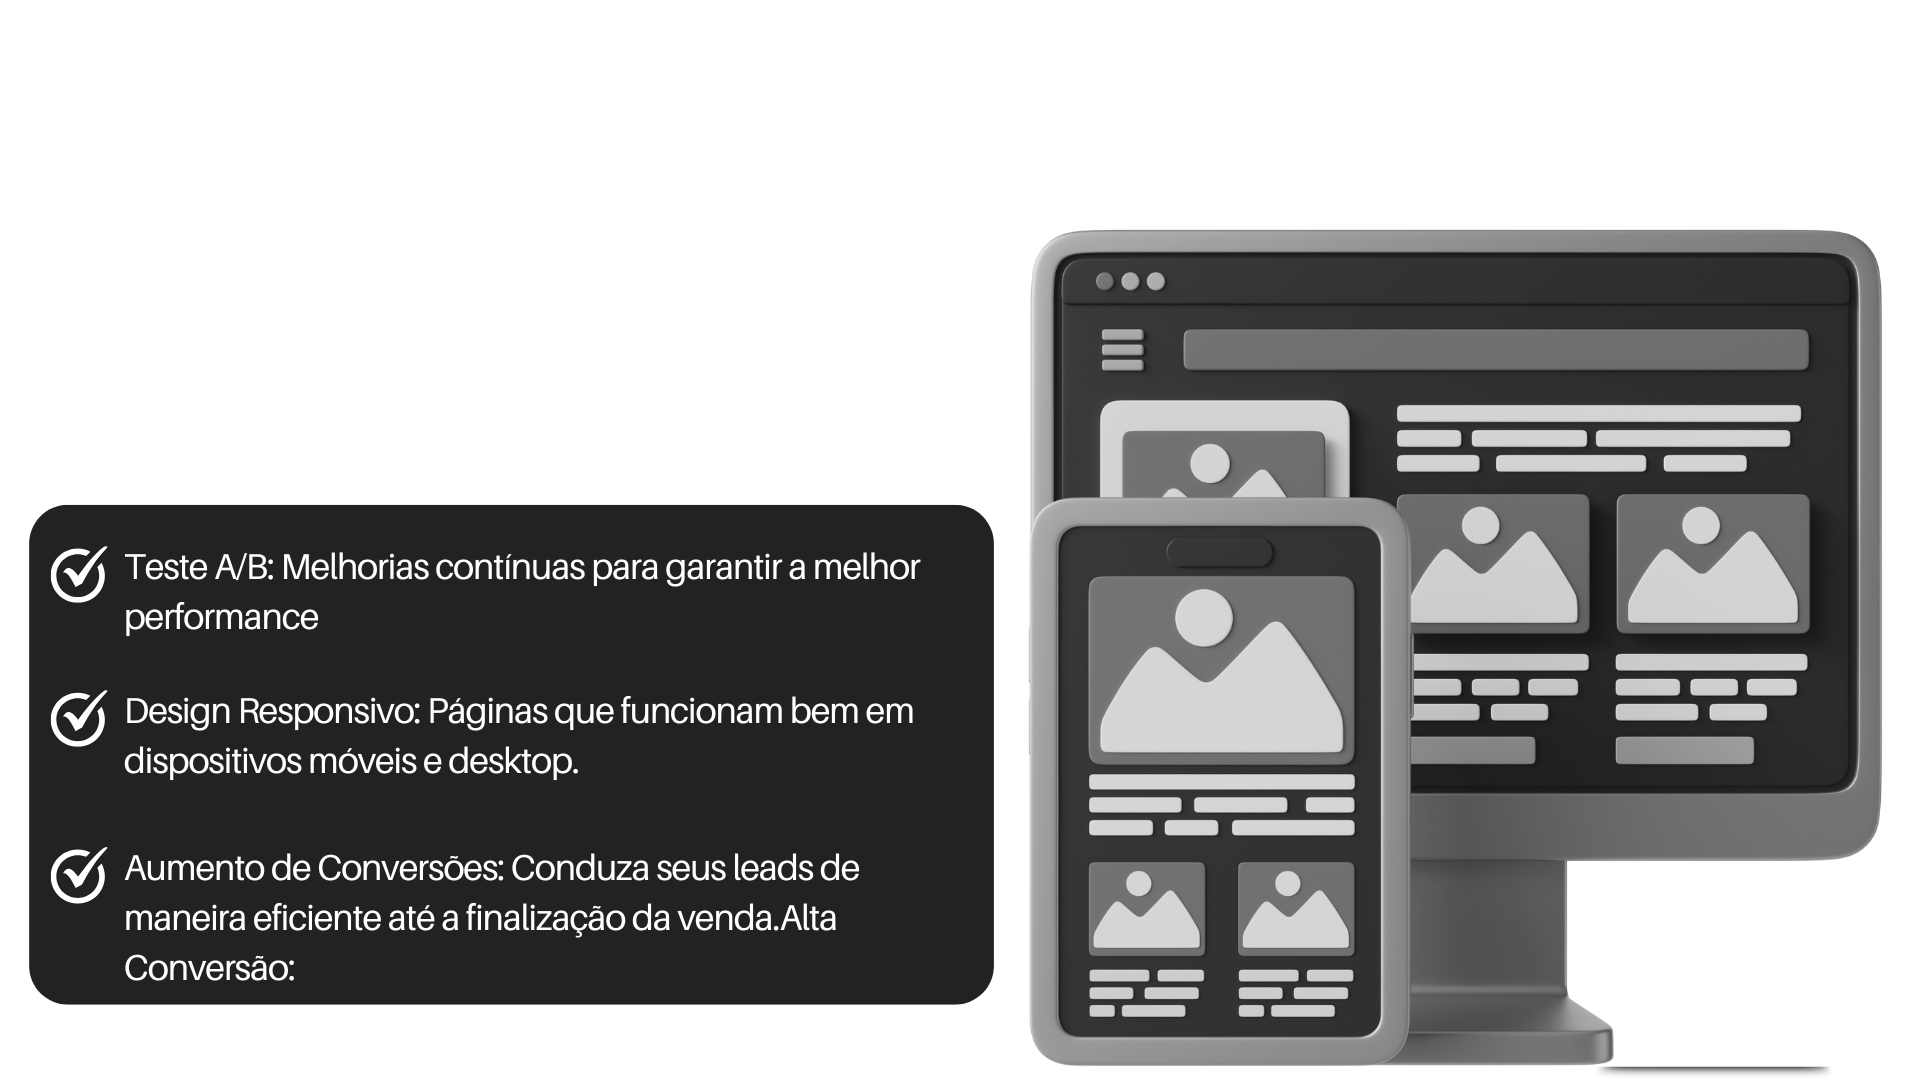 Teste A/B: Melhorias contínuas para garantir a melhor
performance
Design Responsivo: Páginas que funcionam bem em
dispositivos móveis e desktop.
Aumento de Conversões: Conduza seus leads de
maneira eficiente até a finalização da venda.Alta
Conversão: